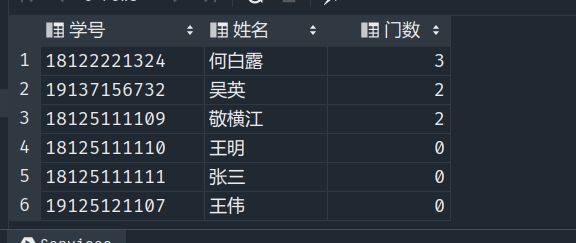 学号 姓名 门数
1 18122221324 何白露 3
2 19137156732 吴英 2
3 18125111109 敬横江 2
4 18125111110 王明 0
5 18125111111 张三 0
6 19125121107 王伟 0